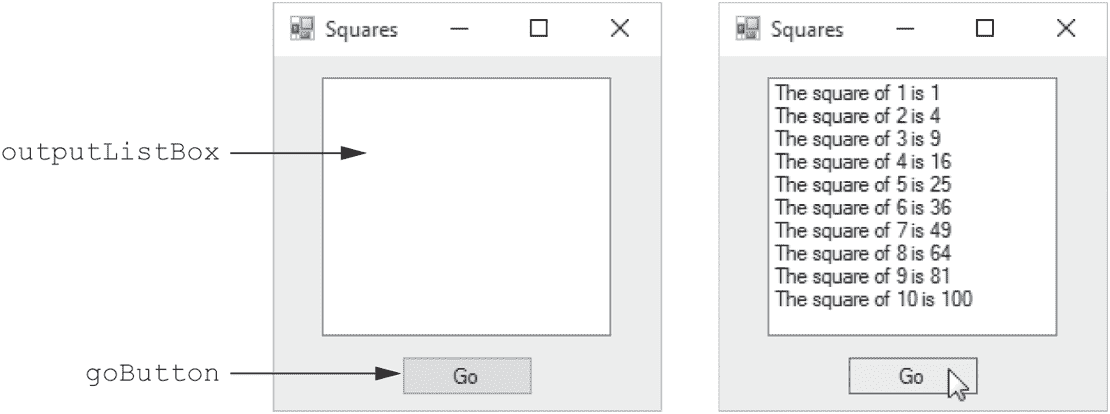 Squares
outputListBox
goButton
Go
Squares
The square of 1 is 1
The square of 2 is 4
The square of 3 is 9
The square of 4 is 16
The square of 5 is 25
The square of 6 is 36
The square of 7 is 49
The square of 8 is 64
The square of 9 is 81
The square of 10 is 100
Go